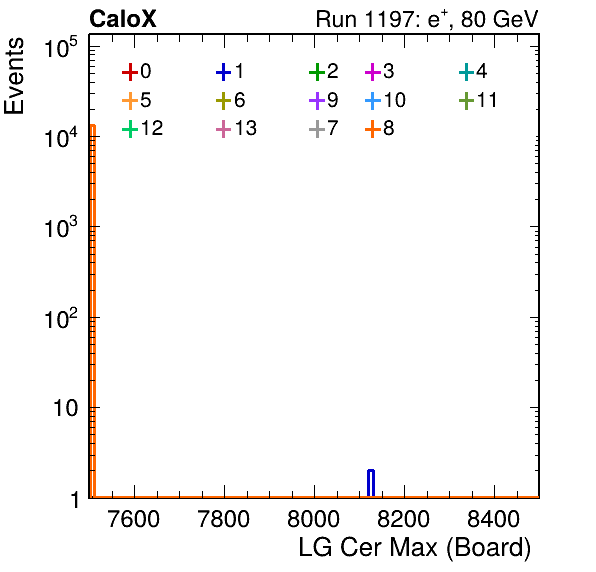 CaloX Run 1197: e⁺, 80 GeV
Events
10⁵
0 1 2 3 4
5 6 9 10 11
12 13 7 8
10⁴
10³
10²
10
1
7600 7800 8000 8200 8400
LG Cer Max (Board)